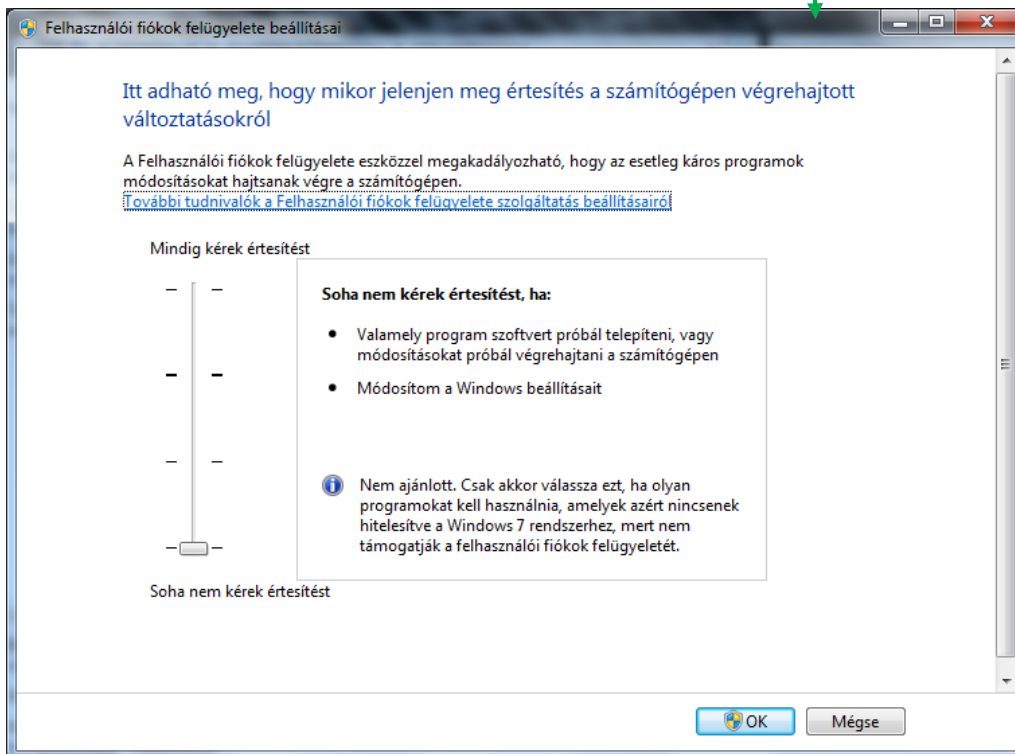 Felhasználói fiókok felügyelete beállításai
Itt adható meg, hogy mikor jelenjen meg értesítés a számítógépen végrehajtott
változtatásokról
A Felhasználói fiókok felügyelete eszközzel megakadályozható, hogy az esetleg káros programok
módosításokat hajtsanak végre a számítógépen.
További tudnivalók a Felhasználói fiókok felügyelete szolgáltatás beállításairól
Mindig kérek értesítést
Soha nem kérek értesítést, ha:
Valamely program szoftvert próbál telepíteni, vagy
módosításokat próbál végrehajtani a számítógépen
Módosítom a Windows beállításait
Nem ajánlott. Csak akkor válassza ezt, ha olyan
programokat kell használnia, amelyek azért nincsenek
hitelesítve a Windows 7 rendszerhez, mert nem
támogatják a felhasználói fiókok felügyeletét.
Soha nem kérek értesítést
OK
Mégse